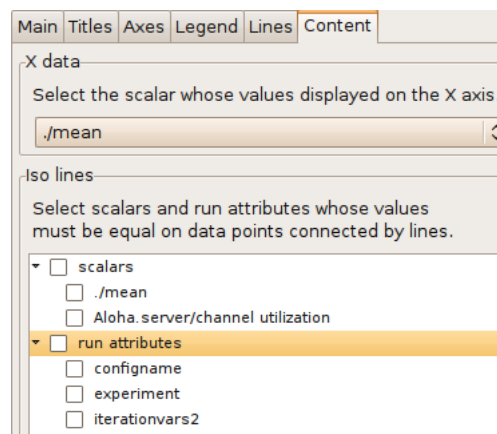 Main Titles Axes Legend Lines Content
X data
Select the scalar whose values displayed on the X axis
./mean
Iso lines
Select scalars and run attributes whose values
must be equal on data points connected by lines.
scalars
./mean
Aloha.server/channel utilization
run attributes
configname
experiment
iterationvars2